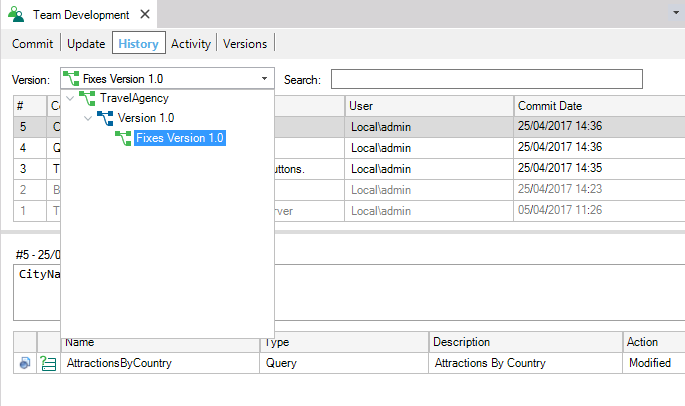 Team Development
Commit Update History Activity Versions
Version: Fixes Version 1.0 Search:
TravelAgency
Version 1.0
Fixes Version 1.0
# User Commit Date
5 Local\admin 25/04/2017 14:36
4 Local\admin 25/04/2017 14:36
3 uttons. Local\admin 25/04/2017 14:35
2 Local\admin 25/04/2017 14:23
1 rver Local\admin 05/04/2017 11:26
#5 - 25/0
CityNa
Name Type Description Action
AttractionsByCountry Query Attractions By Country Modified